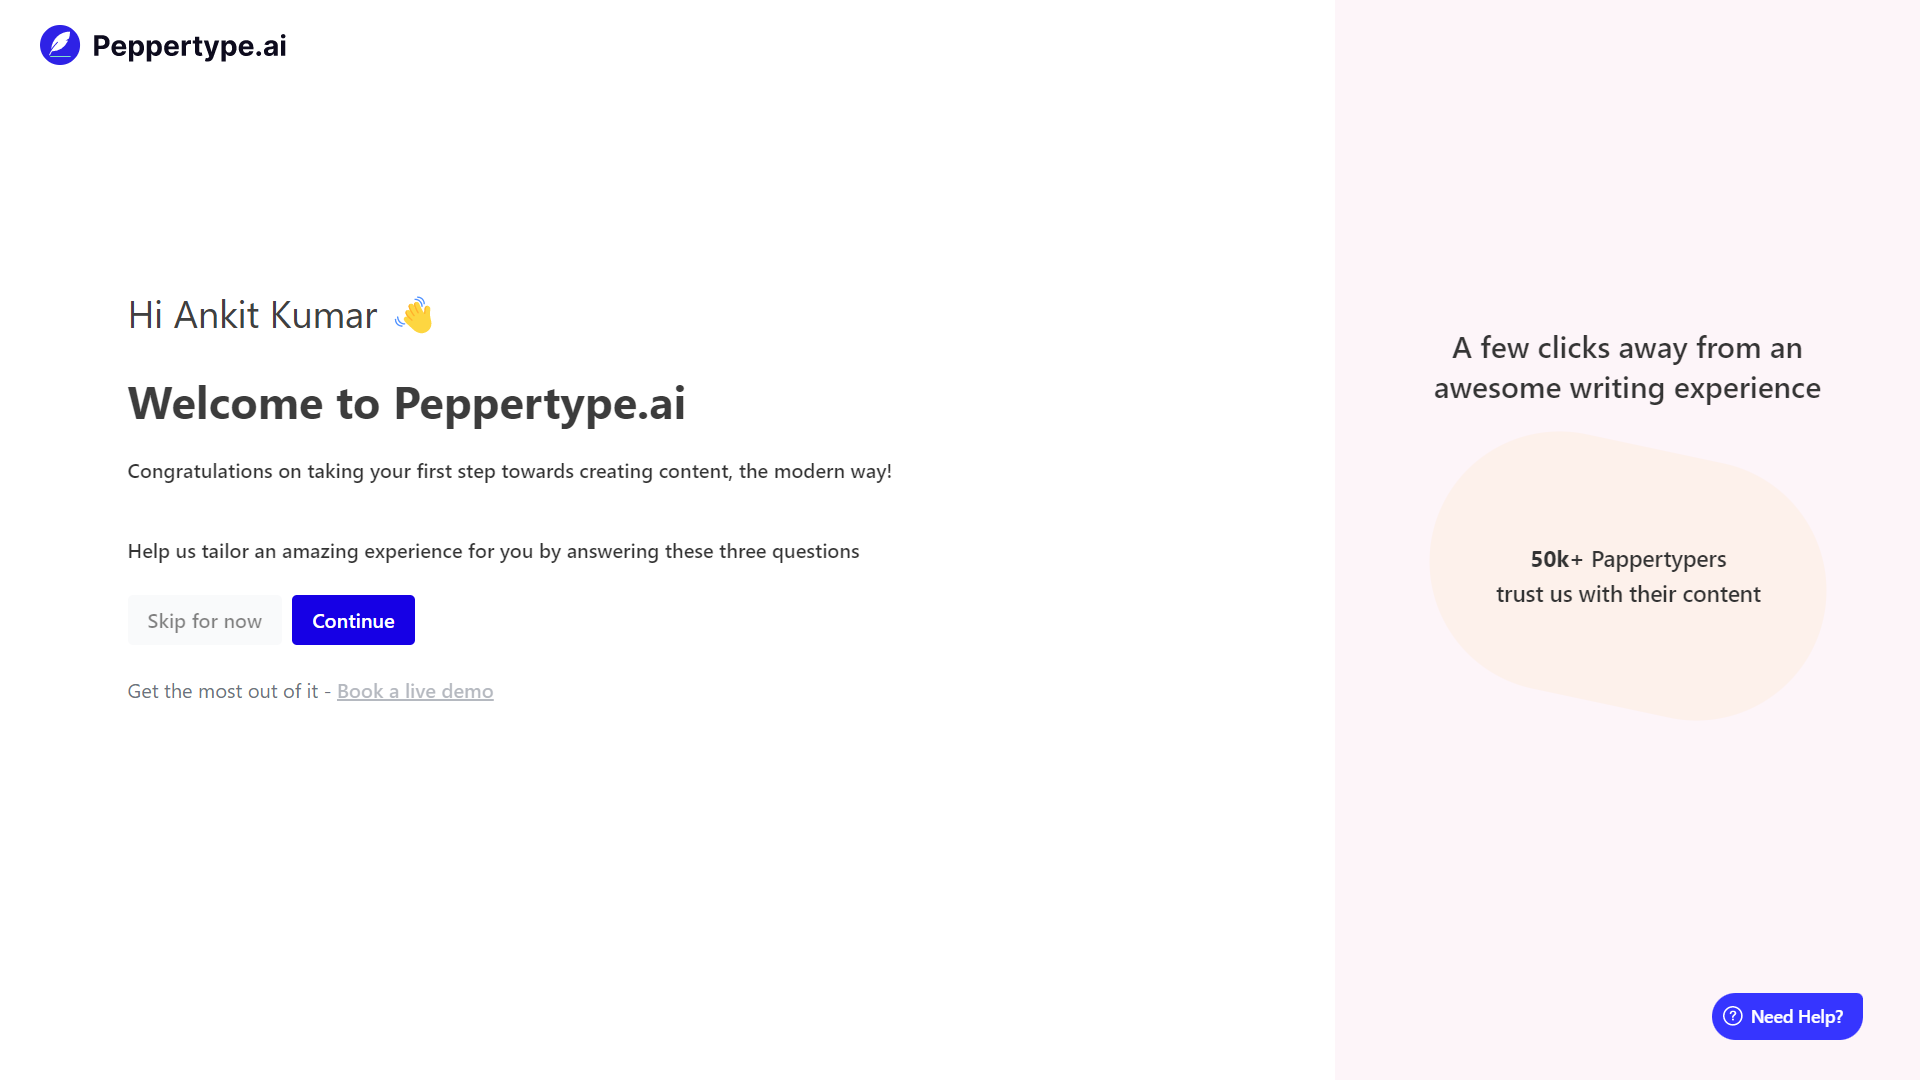 Peppertype.ai
Hi Ankit Kumar 👋
Welcome to Peppertype.ai
Congratulations on taking your first step towards creating content, the modern way!
Help us tailor an amazing experience for you by answering these three questions
Skip for now
Continue
Get the most out of it - Book a live demo
A few clicks away from an
awesome writing experience
50k+ Pappertypers
trust us with their content
Need Help?